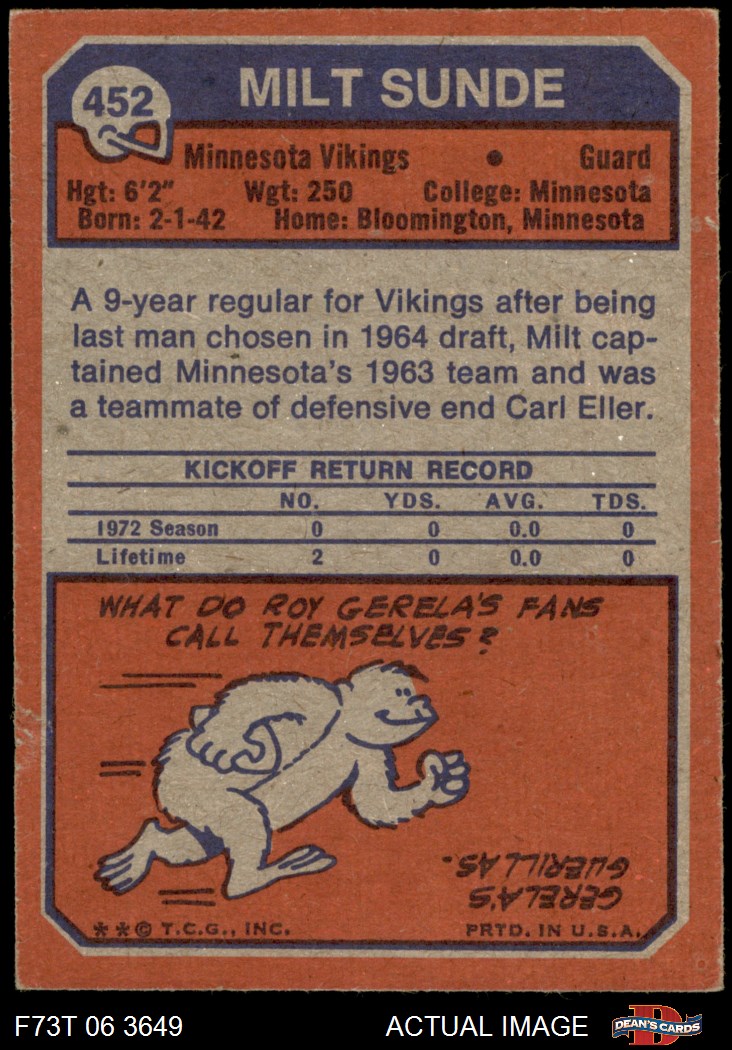 452
MILT SUNDE
Minnesota Vikings • Guard
Hgt: 6'2" Wgt: 250 College: Minnesota
Born: 2-1-42 Home: Bloomington, Minnesota
A 9-year regular for Vikings after being
last man chosen in 1964 draft, Milt cap-
tained Minnesota's 1963 team and was
a teammate of defensive end Carl Eller.
KICKOFF RETURN RECORD
NO. YDS. AVG. TDS.
1972 Season 0 0 0.0 0
Lifetime 2 0 0.0 0
WHAT DO ROY GERELA'S FANS
CALL THEMSELVES?
GERELA'S
GUERILLAS.
**© T.C.G., INC. PRTD. IN U.S.A.
F73T 06 3649 ACTUAL IMAGE
D
DEAN'S CARDS